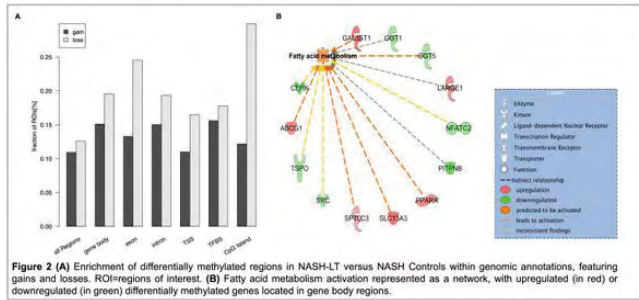 A
B
gain
loss
fraction of ROIs[%]
0.25
0.20
0.15
0.10
0.05
0.00
all Regions
gene body
exon
intron
TSS
TFBS
CpG Island
Fatty acid metabolism
GAL3ST1
GGT1
GGT5
LARGE1
NFATC2
PITPNB
PPARA
SLC13A3
SPTLC3
SRC
TSPO
ABCG1
CERK
Legend
Enzyme
Kinase
Ligand-dependent Nuclear Receptor
Transcription Regulator
Transmembrane Receptor
Transporter
Function
Indirect relationship
upregulation
downregulation
predicted to be activated
leads to activation
inconsistent findings
Figure 2 (A) Enrichment of differentially methylated regions in NASH-LT versus NASH Controls within genomic annotations, featuring
gains and losses. ROI=regions of interest. (B) Fatty acid metabolism activation represented as a network, with upregulated (in red) or
downregulated (in green) differentially methylated genes located in gene body regions.